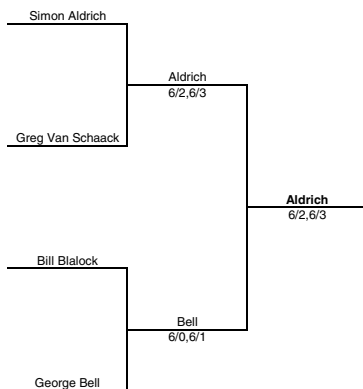 Simon Aldrich
Aldrich
6/2,6/3
Greg Van Schaack
Aldrich
6/2,6/3
Bill Blalock
Bell
6/0,6/1
George Bell